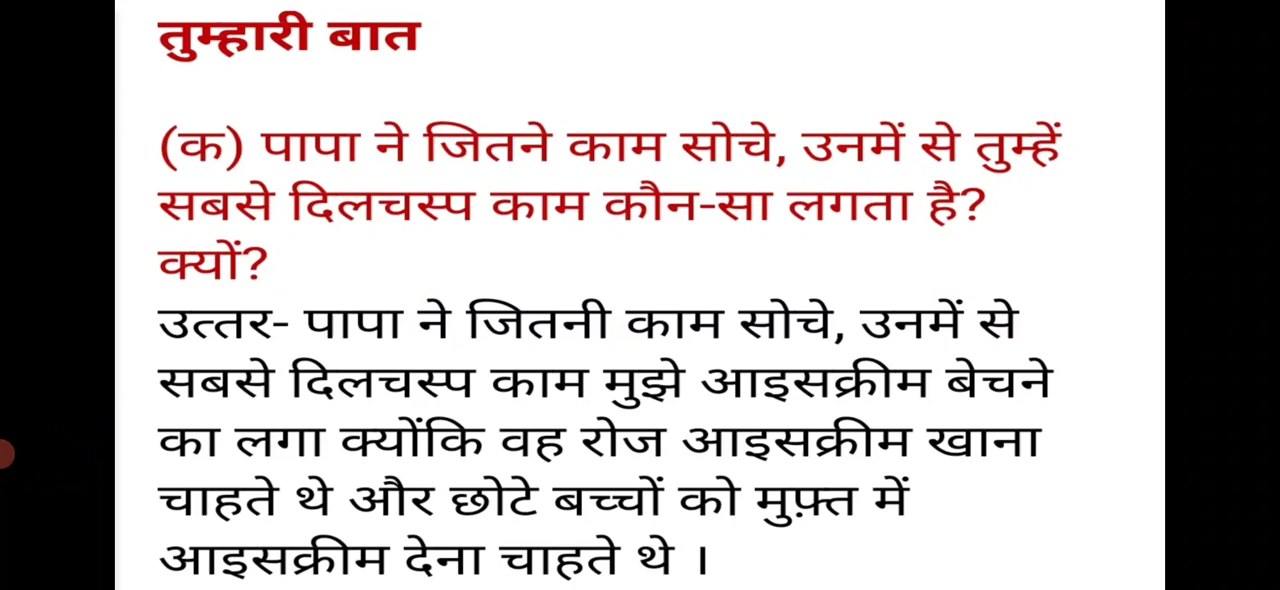 तुम्हारी बात
(क) पापा ने जितने काम सोचे, उनमें से तुम्हें
सबसे दिलचस्प काम कौन-सा लगता है?
क्यों?
उत्तर- पापा ने जितनी काम सोचे, उनमें से
सबसे दिलचस्प काम मुझे आइसक्रीम बेचने
का लगा क्योंकि वह रोज आइसक्रीम खाना
चाहते थे और छोटे बच्चों को मुफ़्त में
आइसक्रीम देना चाहते थे ।